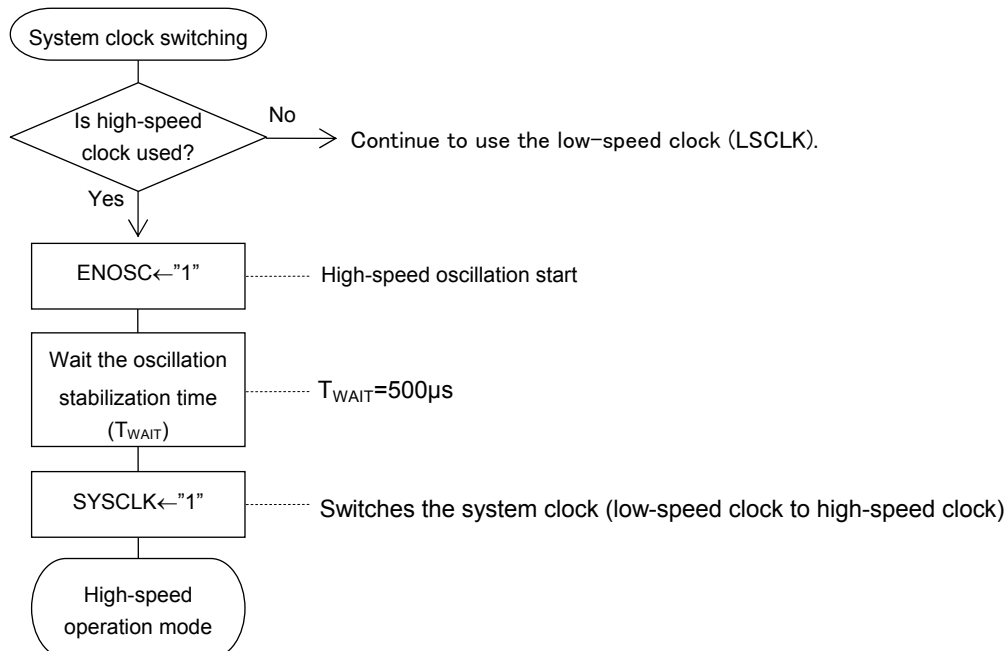 System clock switching
Is high-speed
clock used?
No
Continue to use the low-speed clock (LSCLK).
Yes
ENOSC←"1"
High-speed oscillation start
Wait the oscillation
stabilization time
(TWAIT)
TWAIT=500µs
SYSCLK←"1"
Switches the system clock (low-speed clock to high-speed clock)
High-speed
operation mode